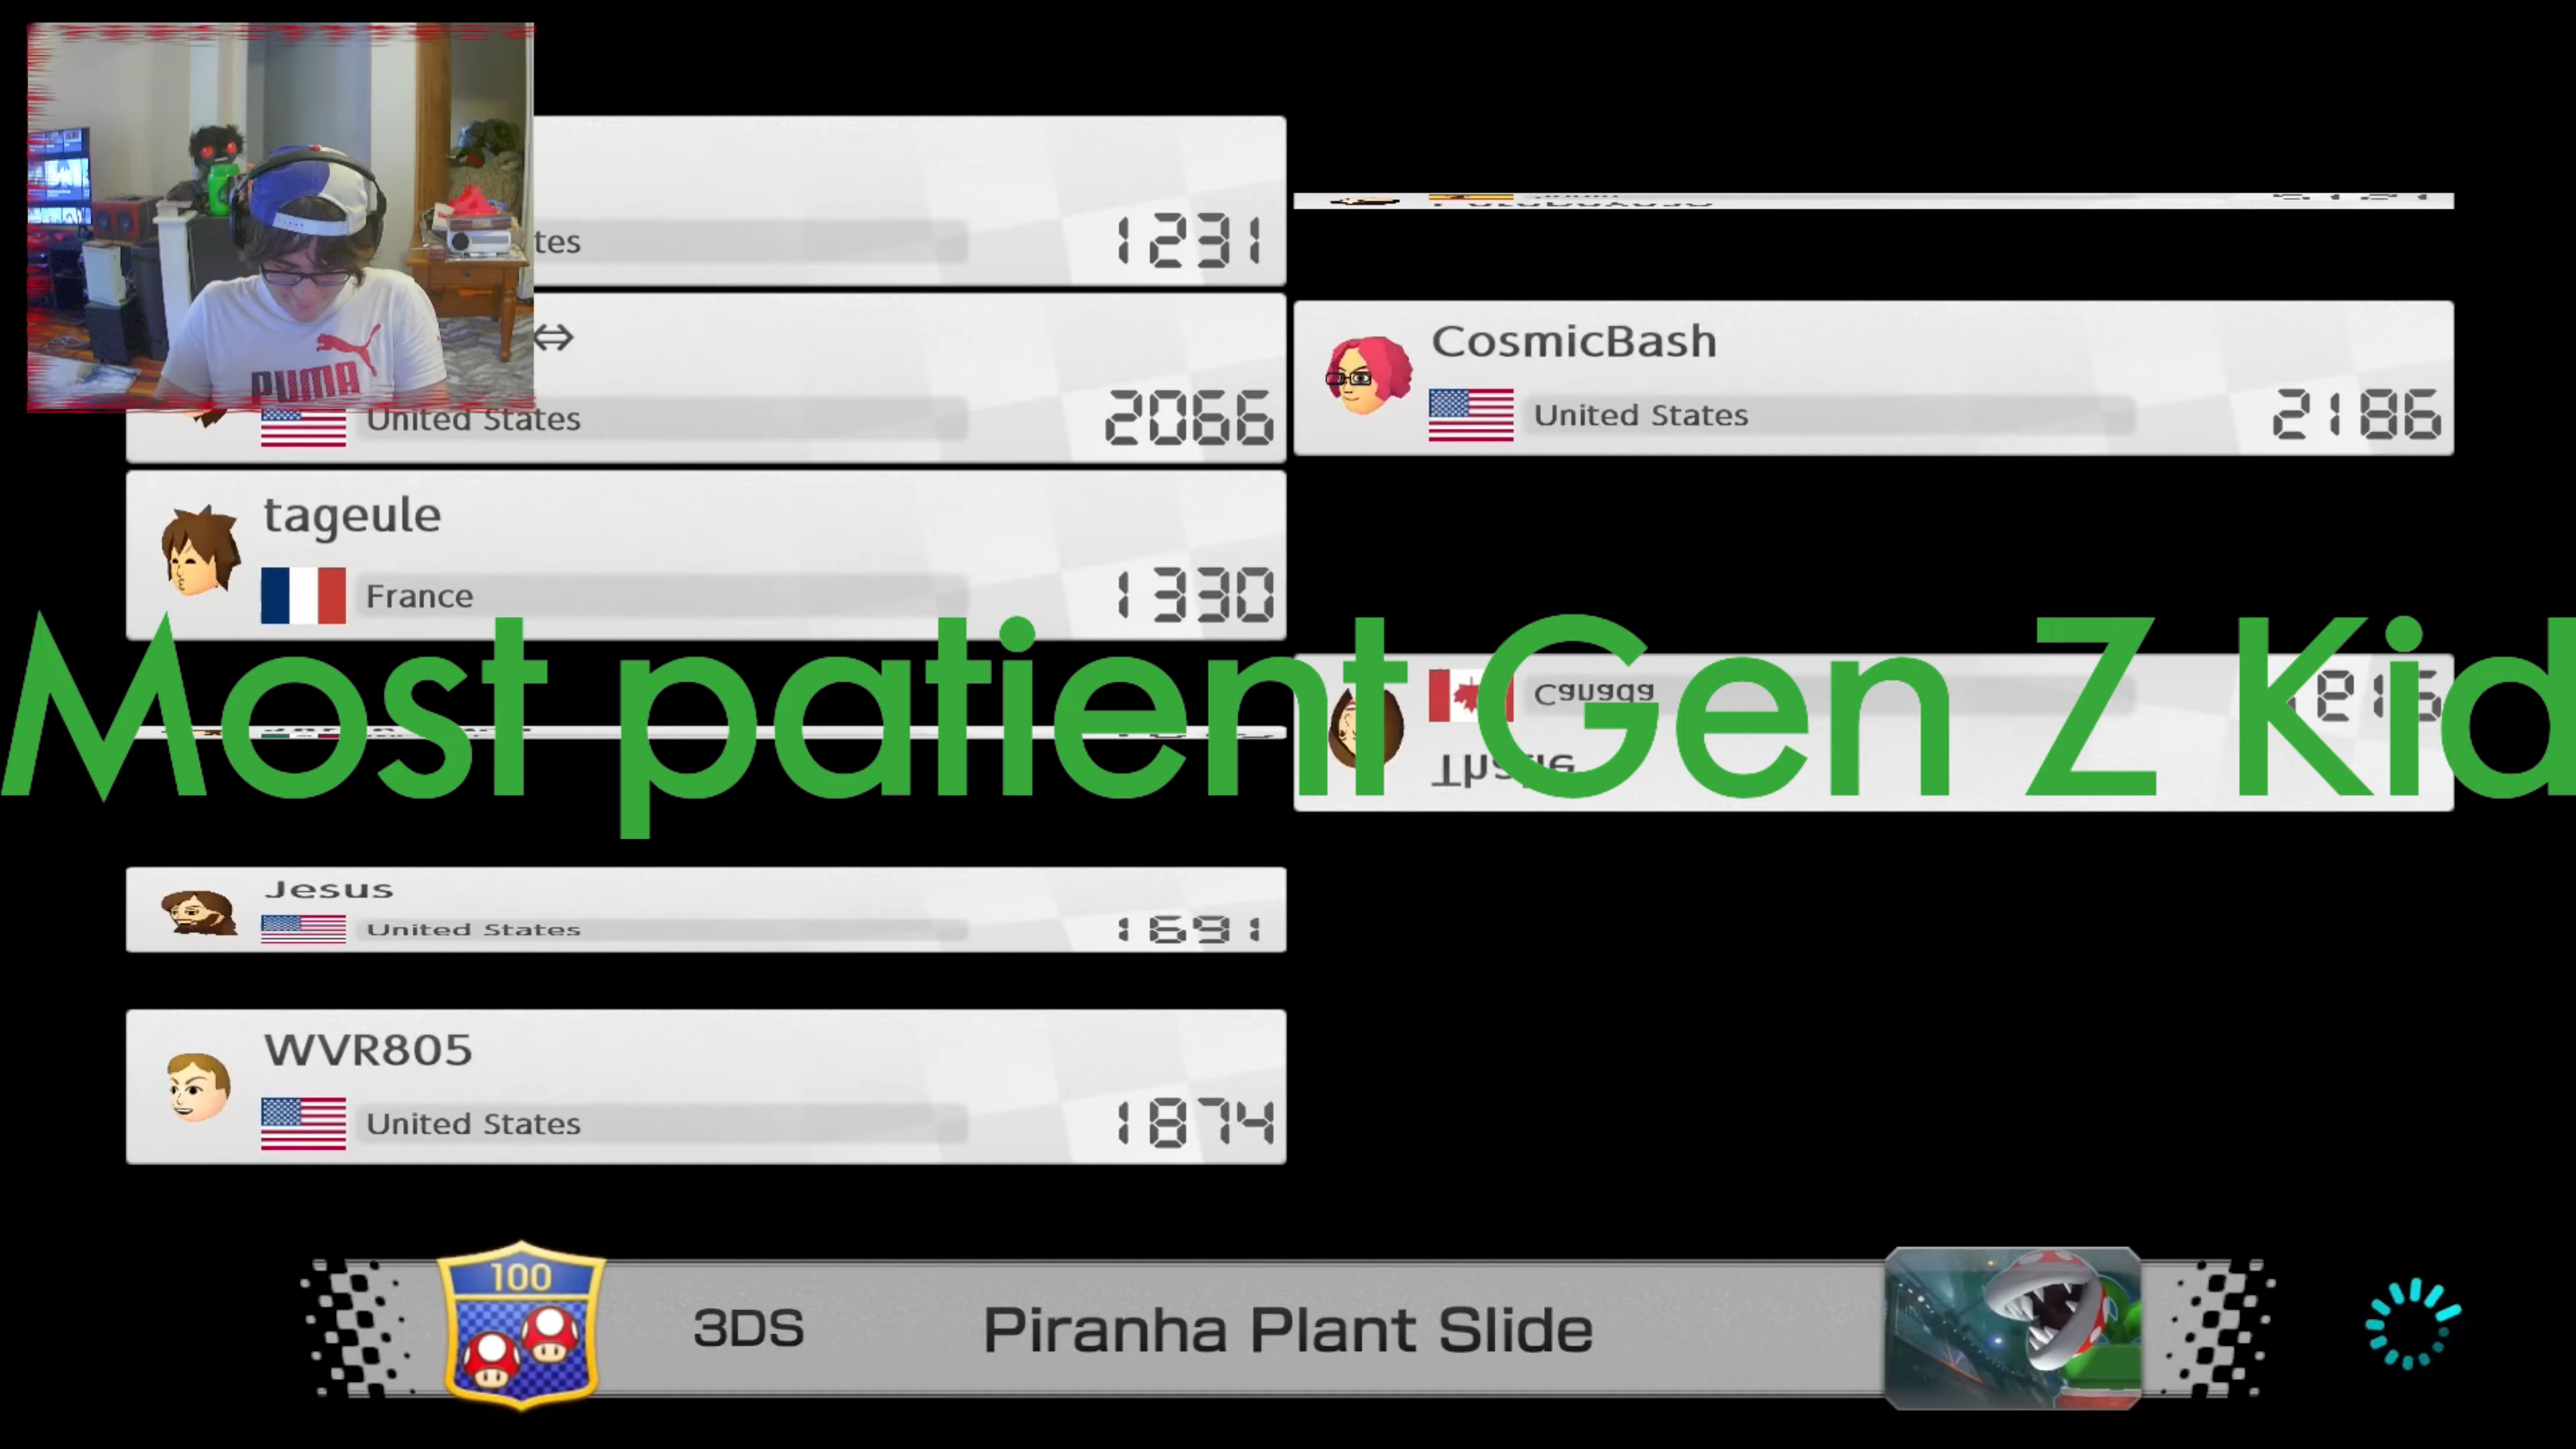 PUMA
tes
1231
⇔
United States
2066
tageule
France
1330
CosmicBash
United States
2186
Canada
Most patient Gen Z Kid
Jesus
United States
1691
WVR805
United States
1874
100
3DS
Piranha Plant Slide